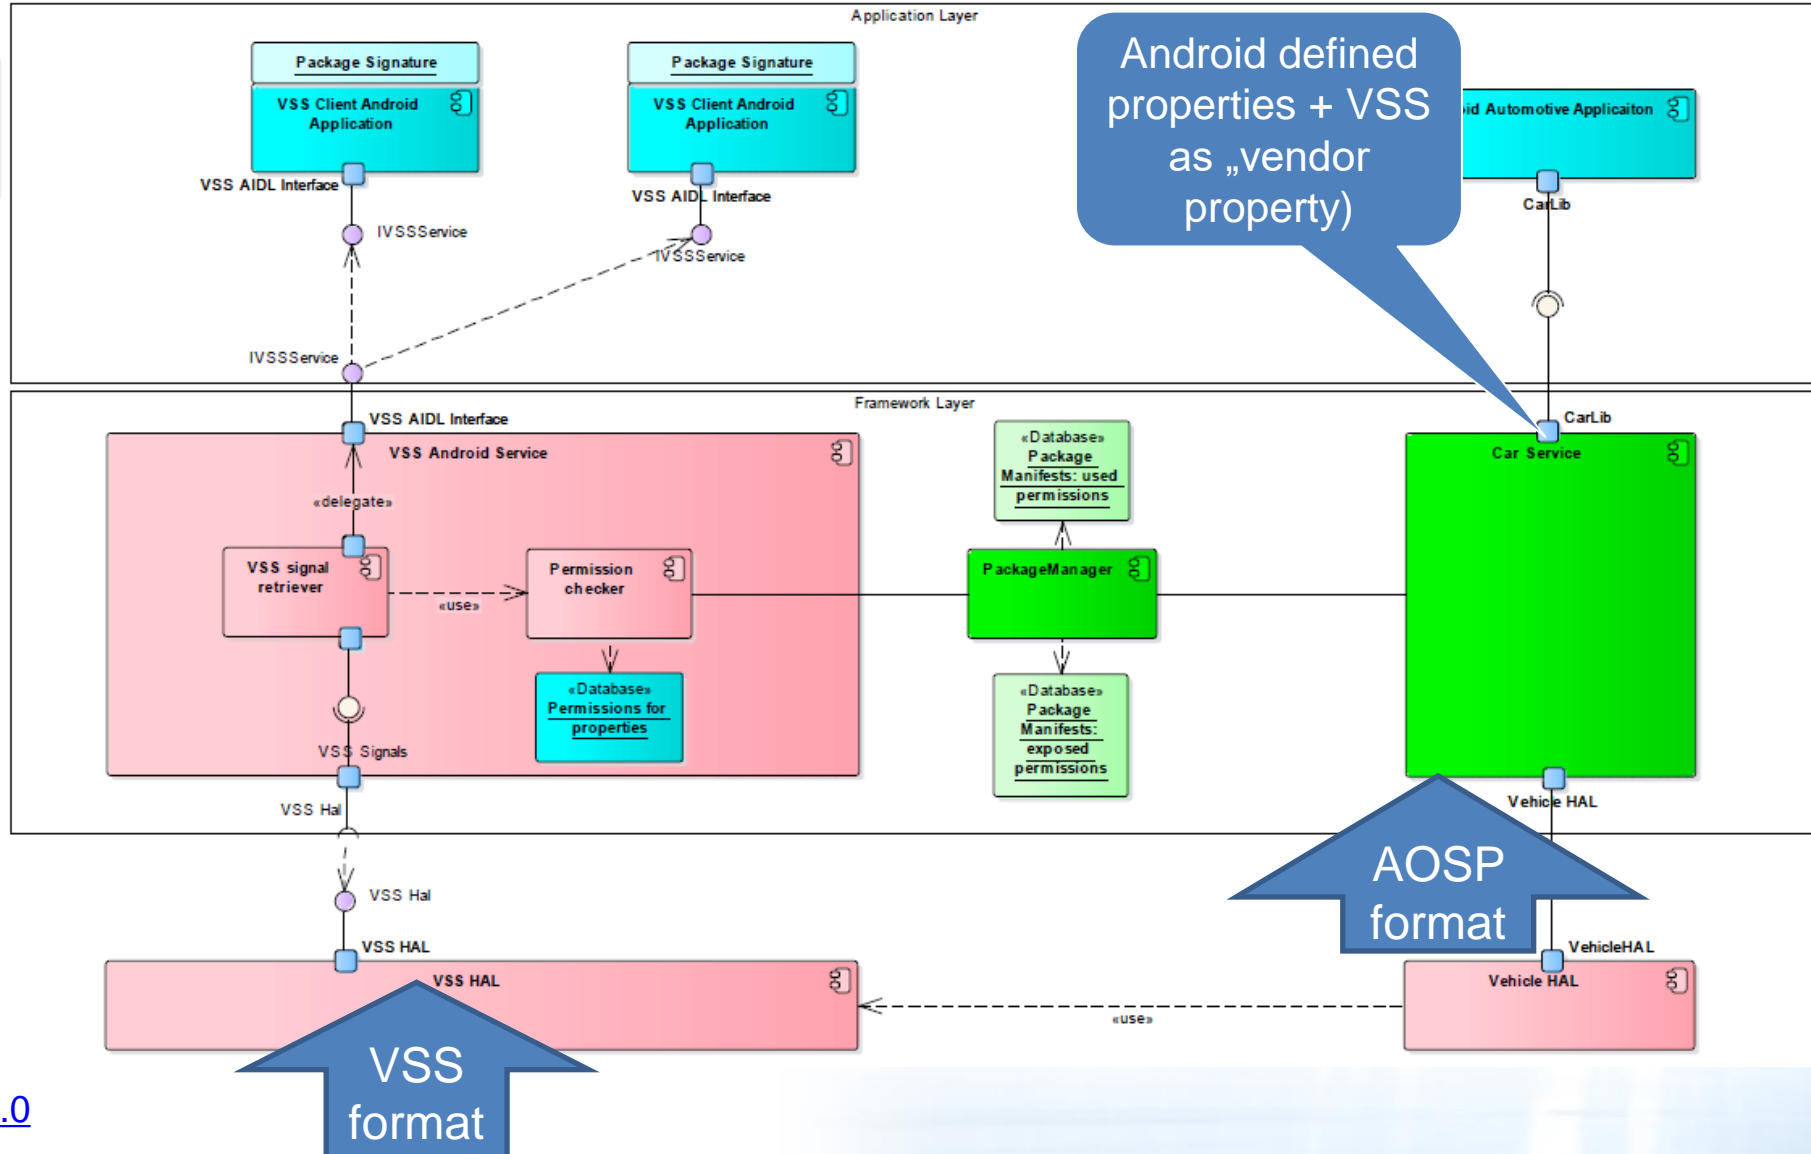 Application Layer
Package Signature
VSS Client Android
Application
VSS AIDL Interface
IVSSService
Package Signature
VSS Client Android
Application
VSS AIDL Interface
IVSSService
Android defined
properties + VSS
as „vendor
property)
id Automotive Applicaiton
CarLib
IVSSService
Framework Layer
VSS AIDL Interface
VSS Android Service
«delegate»
VSS signal
retriever
«use»
Permission
checker
«Database»
Permissions for
properties
VSS Signals
VSS Hal
«Database»
Package
Manifests: used
permissions
PackageManager
«Database»
Package
Manifests:
exposed
permissions
CarLib
Car Service
Vehicle HAL
AOSP
format
VSS Hal
VSS HAL
VSS HAL
«use»
VehicleHAL
Vehicle HAL
VSS
format
.0